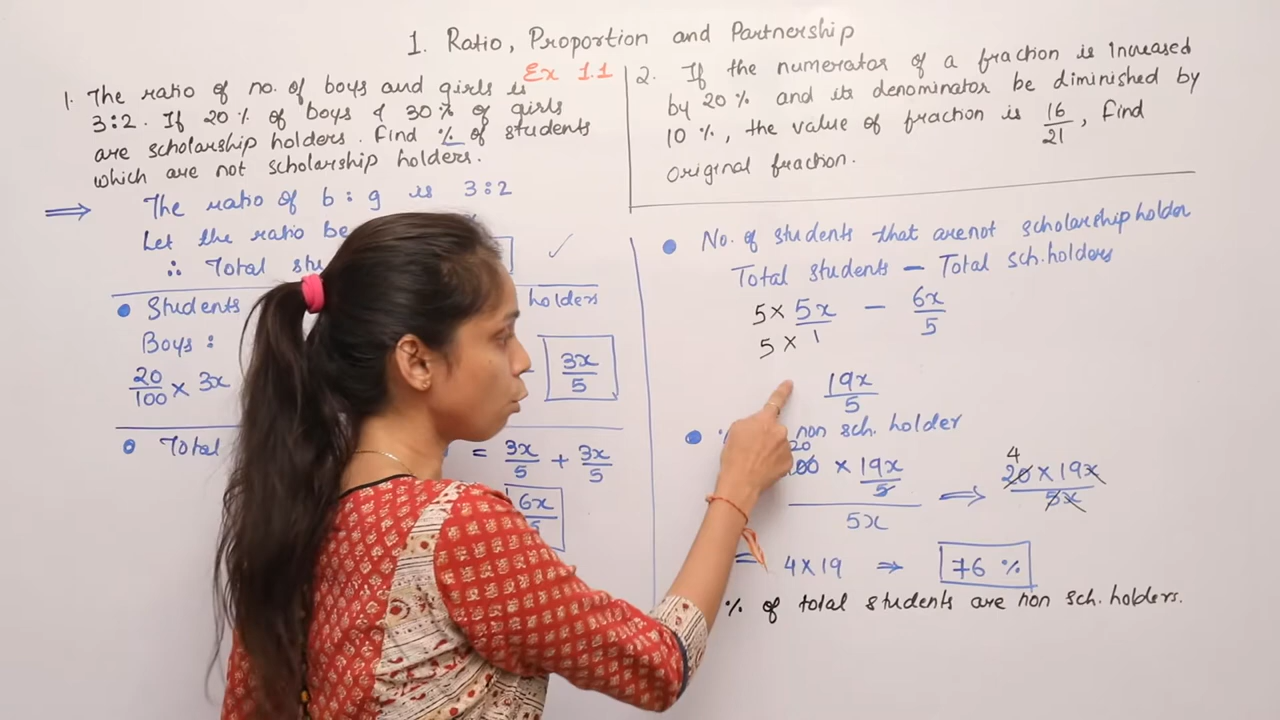 1. Ratio, Proportion and Partnership
Ex 1.1
1. The ratio of no. of boys and girls is
3:2. If 20% of boys & 30% of girls
are scholarship holders. Find % of students
which are not scholarship holders.
⟹ The ratio of b : g is 3:2
Let the ratio be
∴ Total stu
• Students holders
Boys :
20/100 × 3x
3x/5
• Total = 3x/5 + 3x/5
6x
2. If the numerator of a fraction is increased
by 20% and its denominator be diminished by
10%, the value of fraction is 16/21, find
original fraction.
• No. of students that are not scholarship holder
Total students – Total sch. holders
5 × 5x / 5 × 1 – 6x/5
19x/5
• non sch. holder
20
100 × 19x/5 / 5x ⟹ 4 20 × 19x / 5x
= 4×19 ⇒ 76 %
% of total students are non sch. holders.